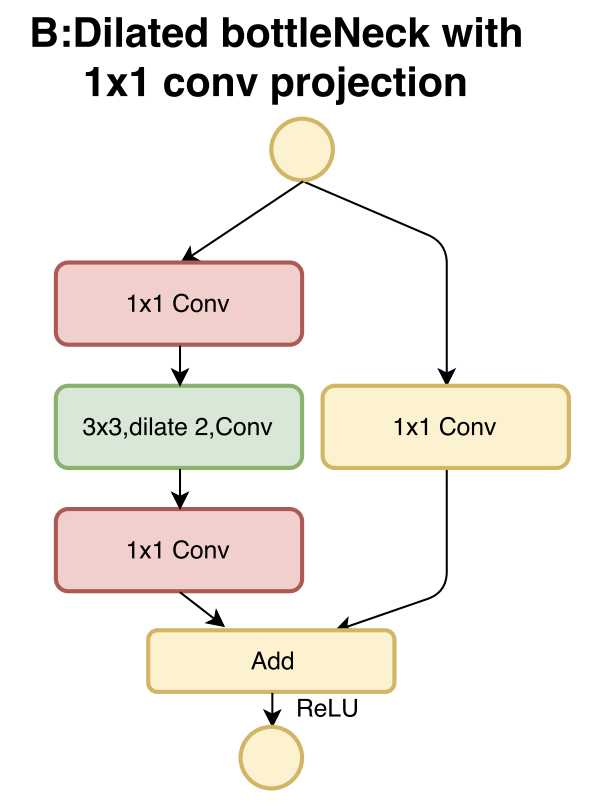 B:Dilated bottleNeck with
1x1 conv projection
1x1 Conv
3x3,dilate 2,Conv
1x1 Conv
1x1 Conv
Add
ReLU